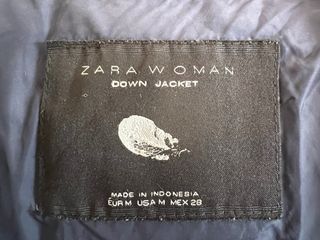 ZARA WOMAN
DOWN JACKET
MADE IN INDONESIA
EUR M USA M MEX 28